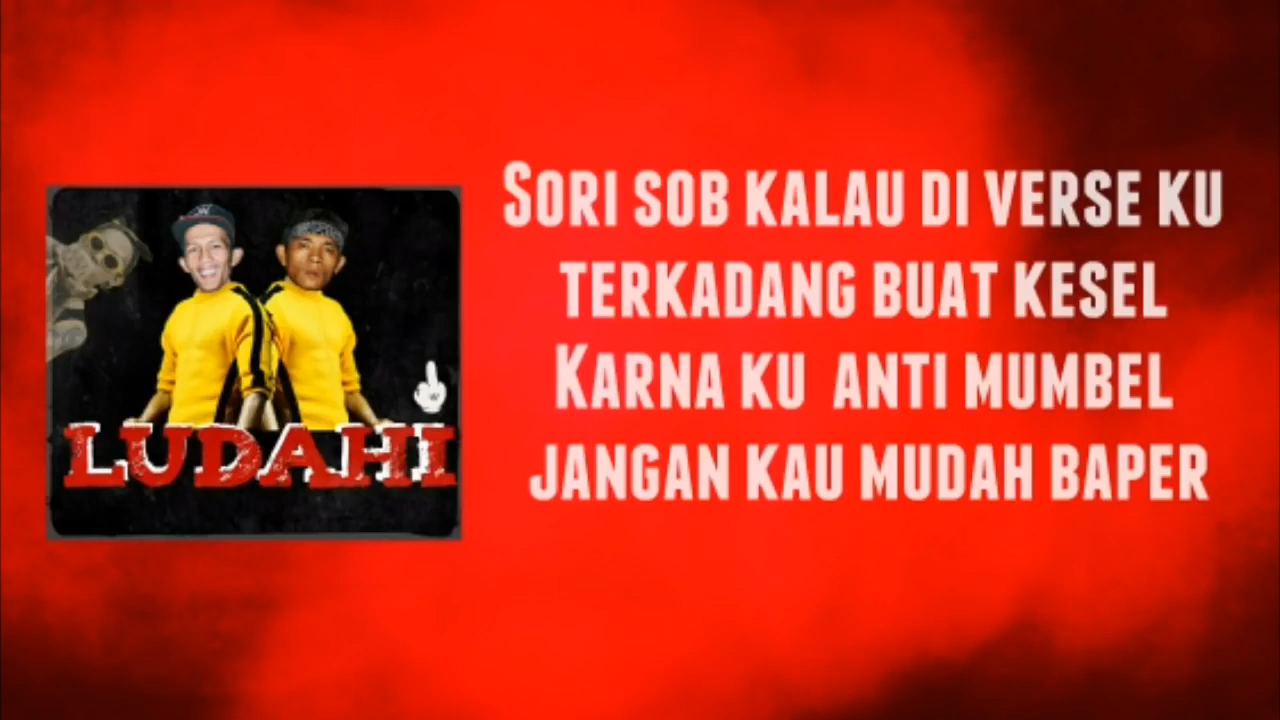 LUDAHI
SORI SOB KALAU DI VERSE KU
TERKADANG BUAT KESEL
KARNA KU ANTI MUMBEL
JANGAN KAU MUDAH BAPER